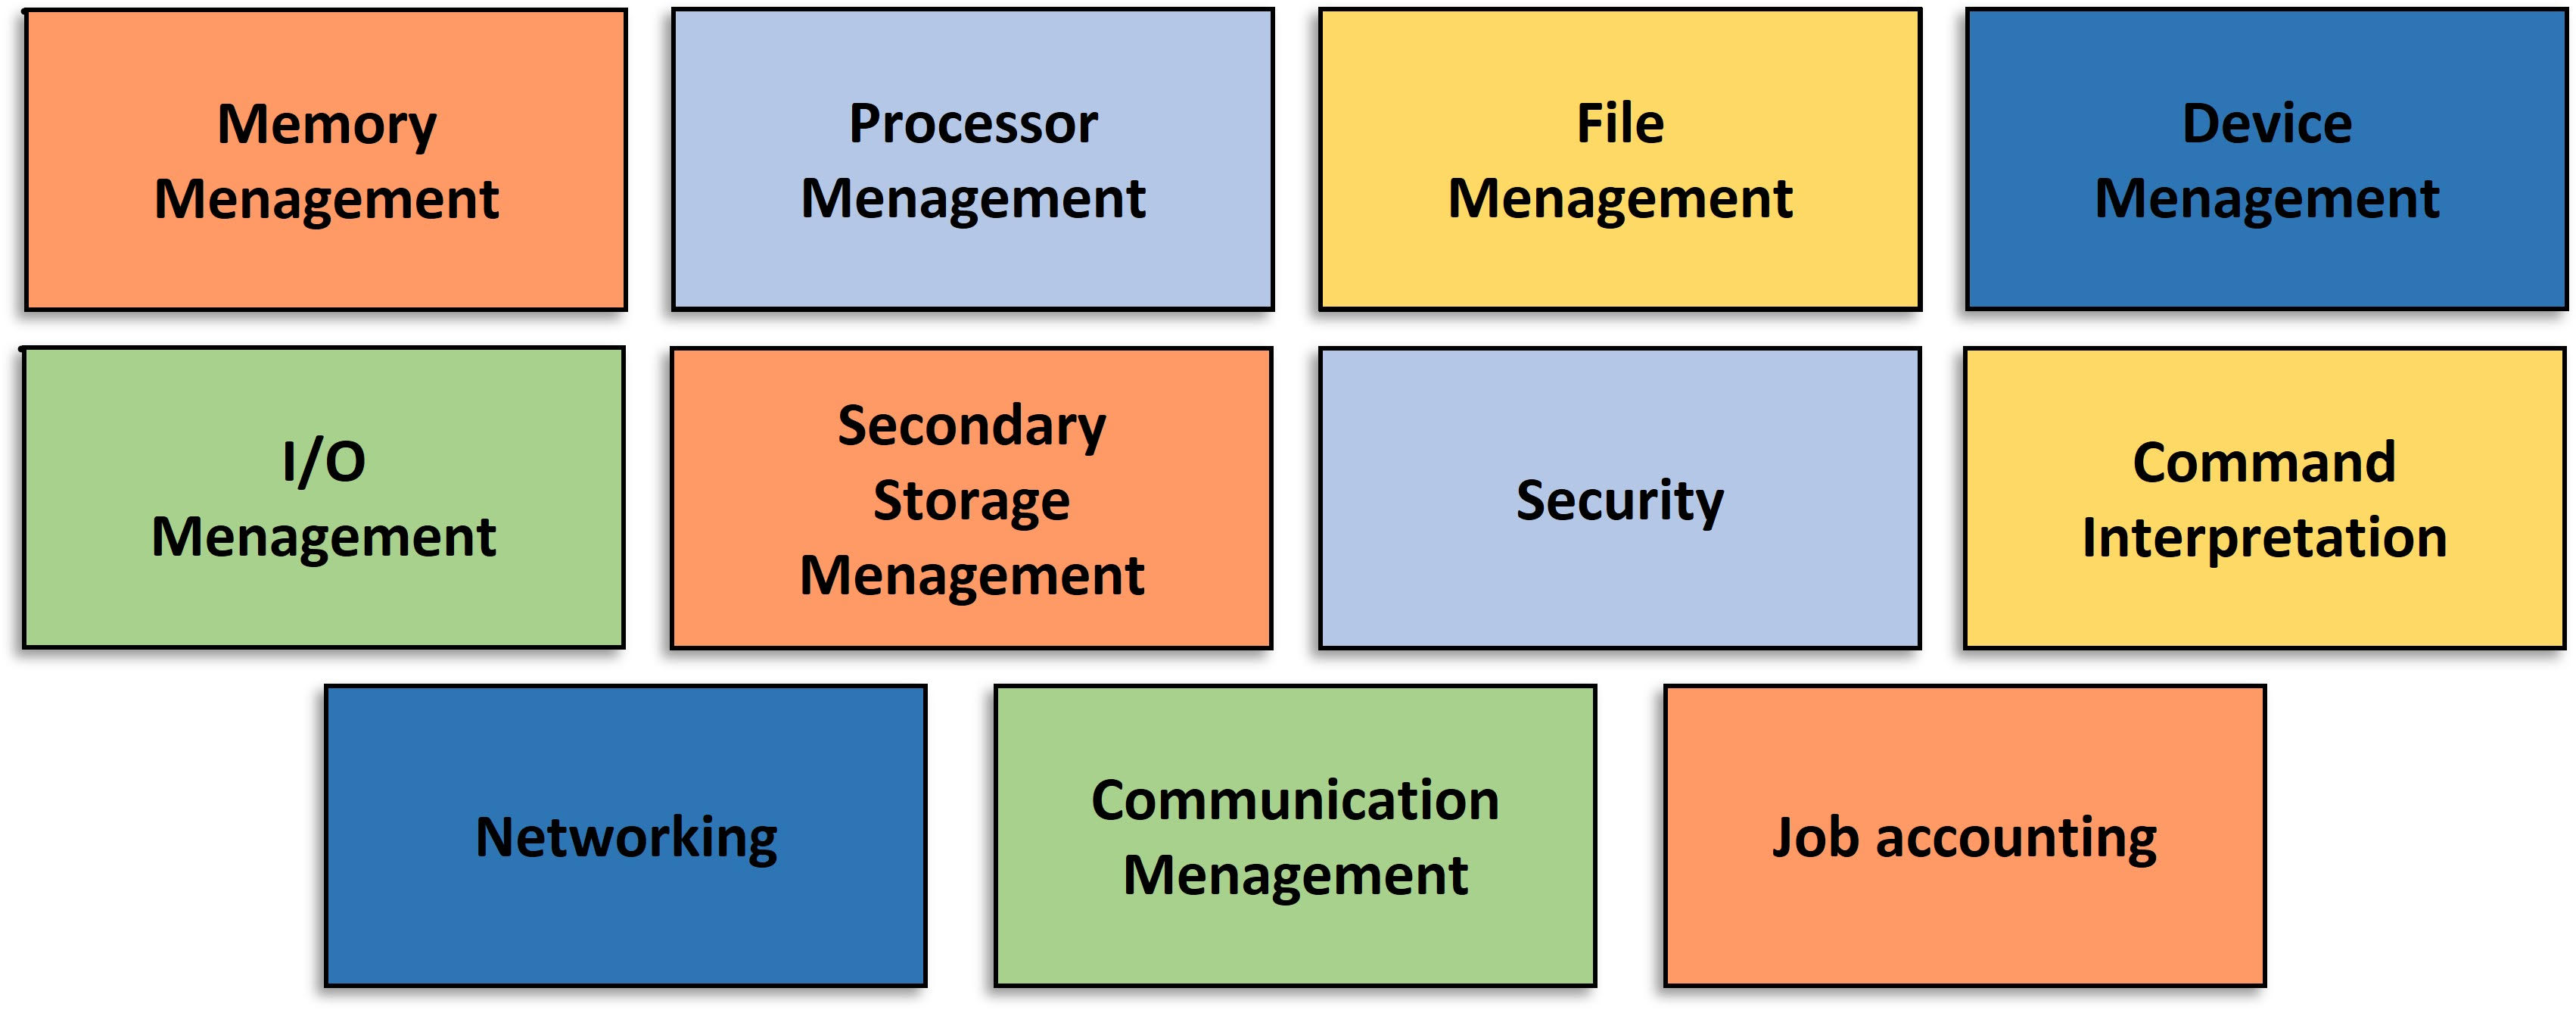 Memory
Menagement
Processor
Menagement
File
Menagement
Device
Menagement
I/O
Menagement
Secondary
Storage
Menagement
Security
Command
Interpretation
Networking
Communication
Menagement
Job accounting